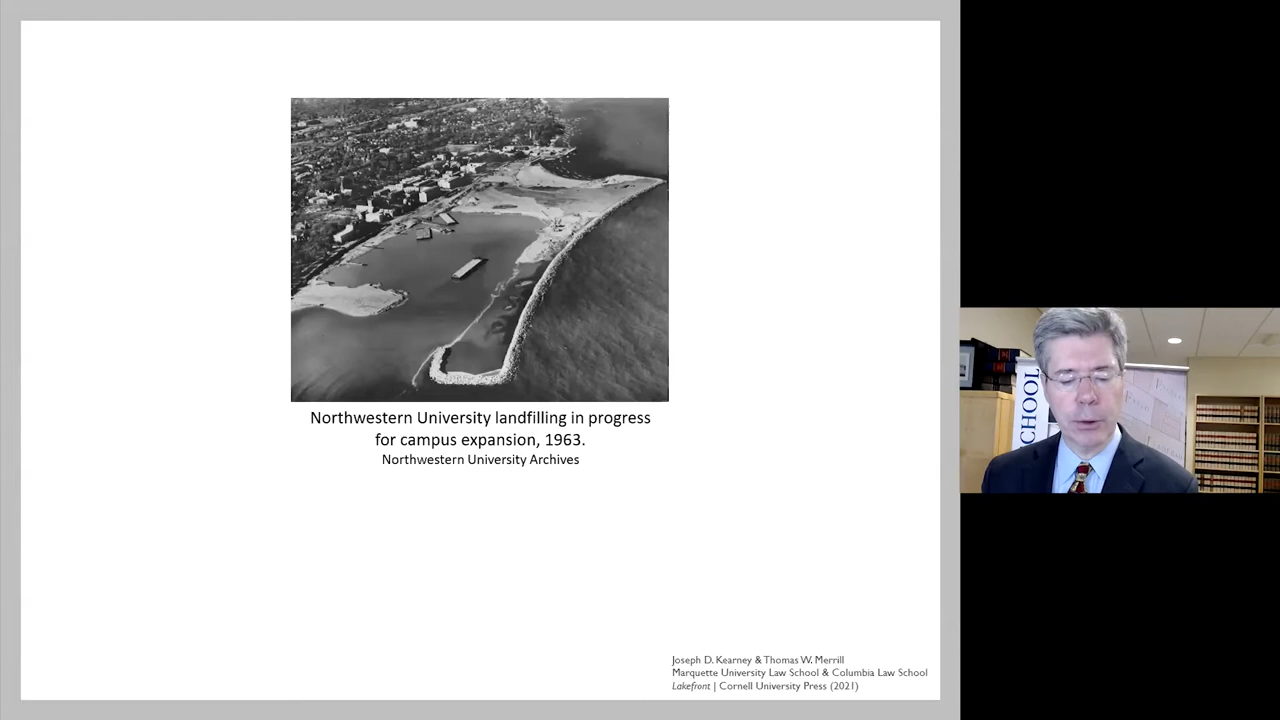 Northwestern University landfilling in progress
for campus expansion, 1963.
Northwestern University Archives
Joseph D. Kearney & Thomas W. Merrill
Marquette University Law School & Columbia Law School
Lakefront | Cornell University Press (2021)
CHOOL